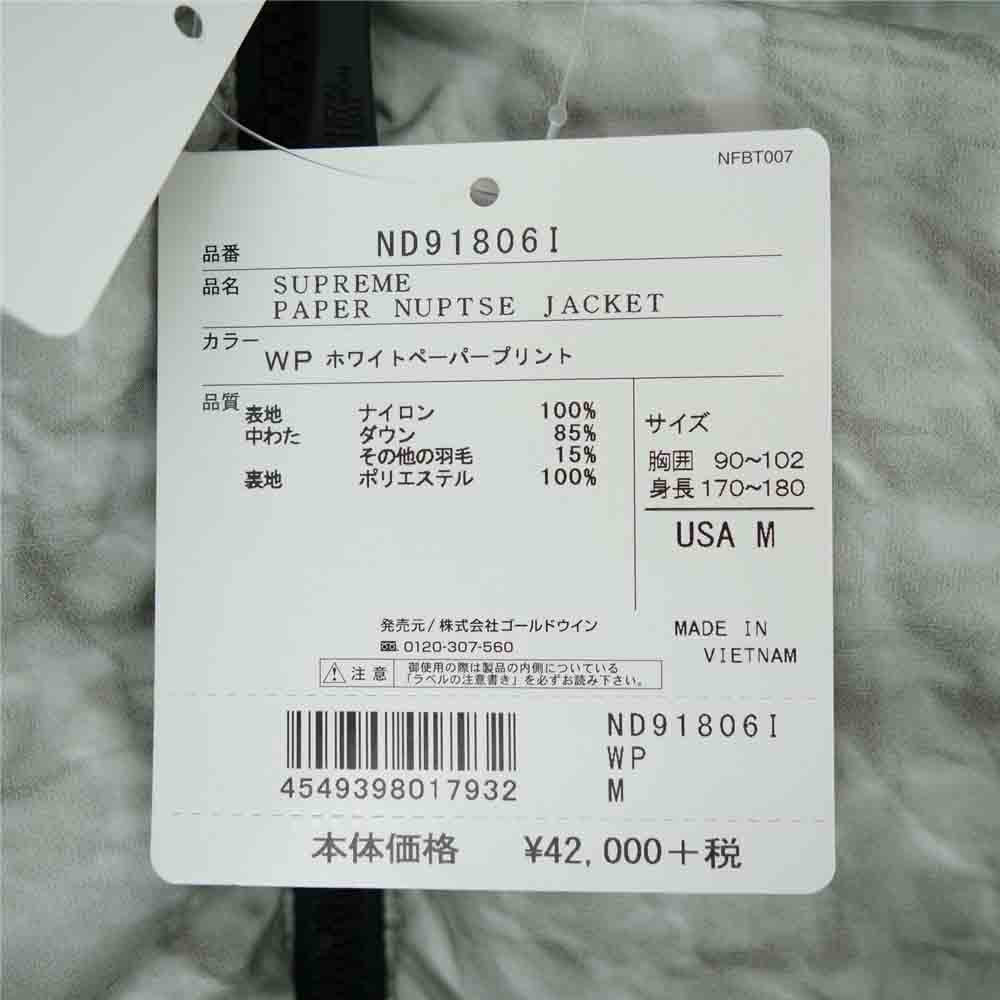 NFBT007
品番 ND91806I
品名 SUPREME
PAPER NUPTSE JACKET
カラー WP ホワイトペーパープリント
品質 表地 ナイロン 100%
中わた ダウン 85%
その他の羽毛 15%
裏地 ポリエステル 100%
サイズ
胸囲 90~102
身長 170~180
USA M
発売元/株式会社ゴールドウイン
0120-307-560
注意 御使用の際は製品の内側についている
「ラベルの注意書き」を必ずお読み下さい。
MADE IN
VIETNAM
4549398017932
ND91806I
WP
M
本体価格 ¥42,000+税